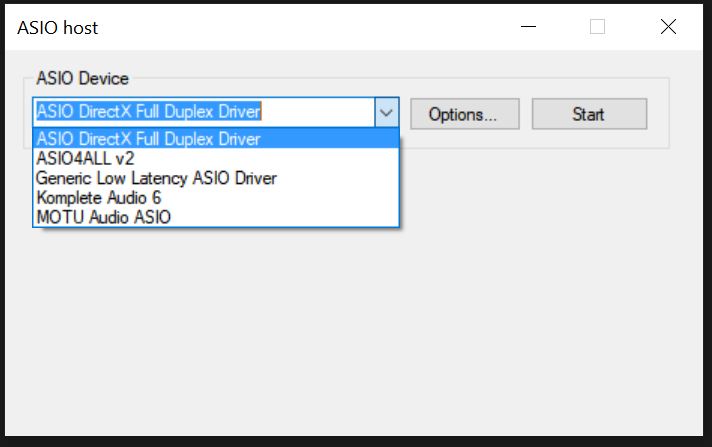 ASIO host
ASIO Device
ASIO DirectX Full Duplex Driver
Options...
Start
ASIO DirectX Full Duplex Driver
ASIO4ALL v2
Generic Low Latency ASIO Driver
Komplete Audio 6
MOTU Audio ASIO